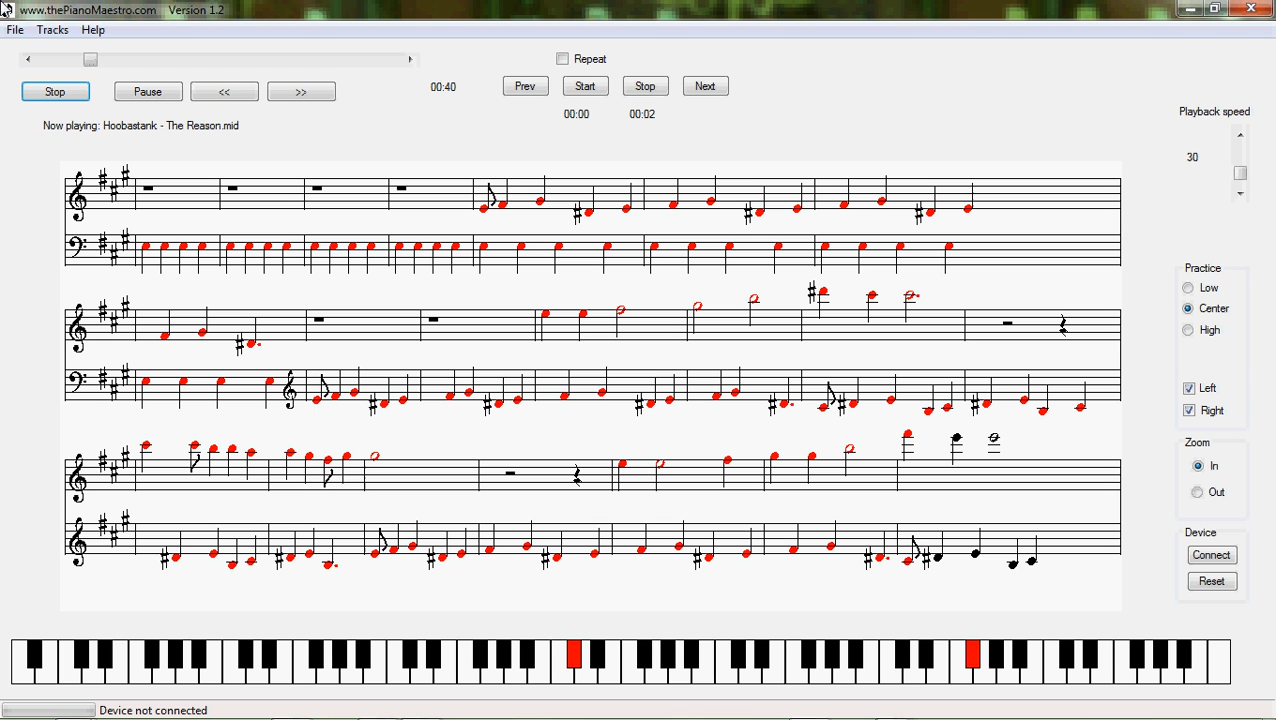 www.thePianoMaestro.com Version 1.2
File Tracks Help
Repeat
Stop Pause << >> 00:40 Prev Start Stop Next
00:00 00:02
Playback speed
Now playing: Hoobastank - The Reason.mid
30
Practice
Low
Center
High
Left
Right
Zoom
In
Out
Device
Connect
Reset
Device not connected